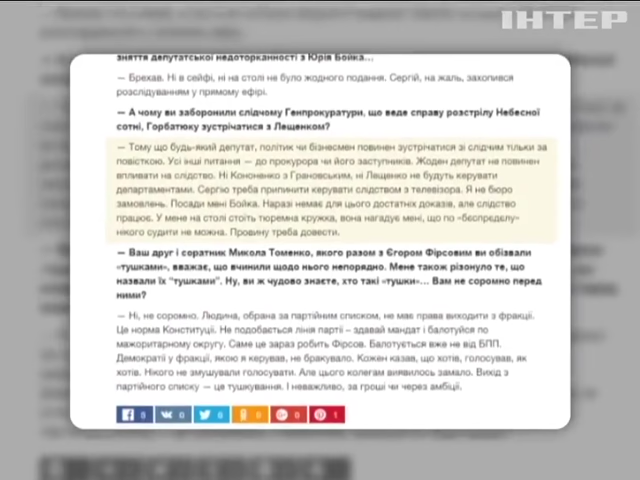 ІНТЕР
зняття депутатської недоторканності з Юрія Бойка…
— Брехав. Ні в сейфі, ні на столі не було жодного подання. Сергій, на жаль, захопився
розслідуванням у прямому ефірі.
— А чому ви заборонили слідчому Генпрокуратури, що веде справу розстрілу Небесної
сотні, Горбатюку зустрічатися з Лещенком?
— Тому що будь-який депутат, політик чи бізнесмен повинен зустрічатися зі слідчим тільки за
повісткою. Усі інші питання — до прокурора чи його заступників. Жоден депутат не повинен
впливати на слідство. Ні Кононенко з Грановським, ні Лещенко не будуть керувати
департаментами. Сергію треба припинити керувати слідством з телевізора. Я не бюро
замовлень. Посади мені Бойка. Наразі немає для цього достатніх доказів, але слідство
працює. У мене на столі стоїть тюремна кружка, вона нагадує мені, що по «беспрєдєлу»
нікого судити не можна. Провину треба довести.
— Ваш друг і соратник Микола Томенко, якого разом з Єгором Фірсовим ви обізвали
«тушками», вважає, що вчинили щодо нього непорядно. Мене також різонуло те, що
назвали їх "тушками". Ну, ви ж чудово знаєте, хто такі «тушки»… Вам не соромно перед
ними?
— Ні, не соромно. Людина, обрана за партійним списком, не має права виходити з фракції.
Це норма Конституції. Не подобається лінія партії – здавай мандат і балотуйся по
мажоритарному округу. Саме це зараз робить Фірсов. Балотується вже не від БПП.
Демократії у фракції, якою я керував, не бракувало. Кожен казав, що хотів, голосував, як
хотів. Нікого не змушували голосувати. Але цього колегам виявилось замало. Вихід з
партійного списку — це тушкування. І неважливо, за гроші чи через амбіції.
0 0 0 0 0 1